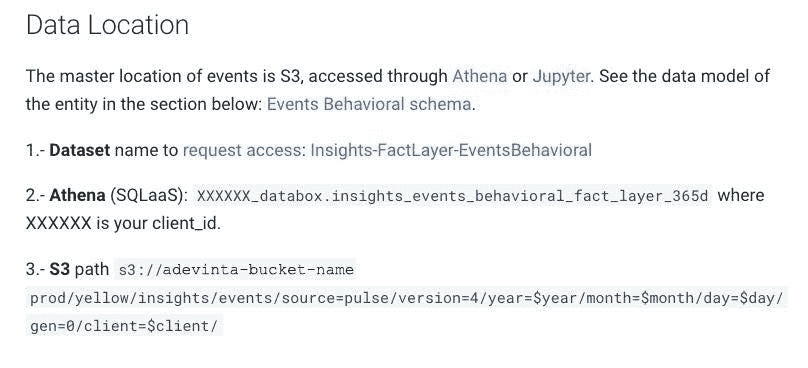 Data Location
The master location of events is S3, accessed through Athena or Jupyter. See the data model of
the entity in the section below: Events Behavioral schema.
1.- Dataset name to request access: Insights-FactLayer-EventsBehavioral
2.- Athena (SQLaaS): XXXXXX_databox.insights_events_behavioral_fact_layer_365d where
XXXXXX is your client_id.
3.- S3 path s3://adevinta-bucket-name
prod/yellow/insights/events/source=pulse/version=4/year=$year/month=$month/day=$day/
gen=0/client=$client/